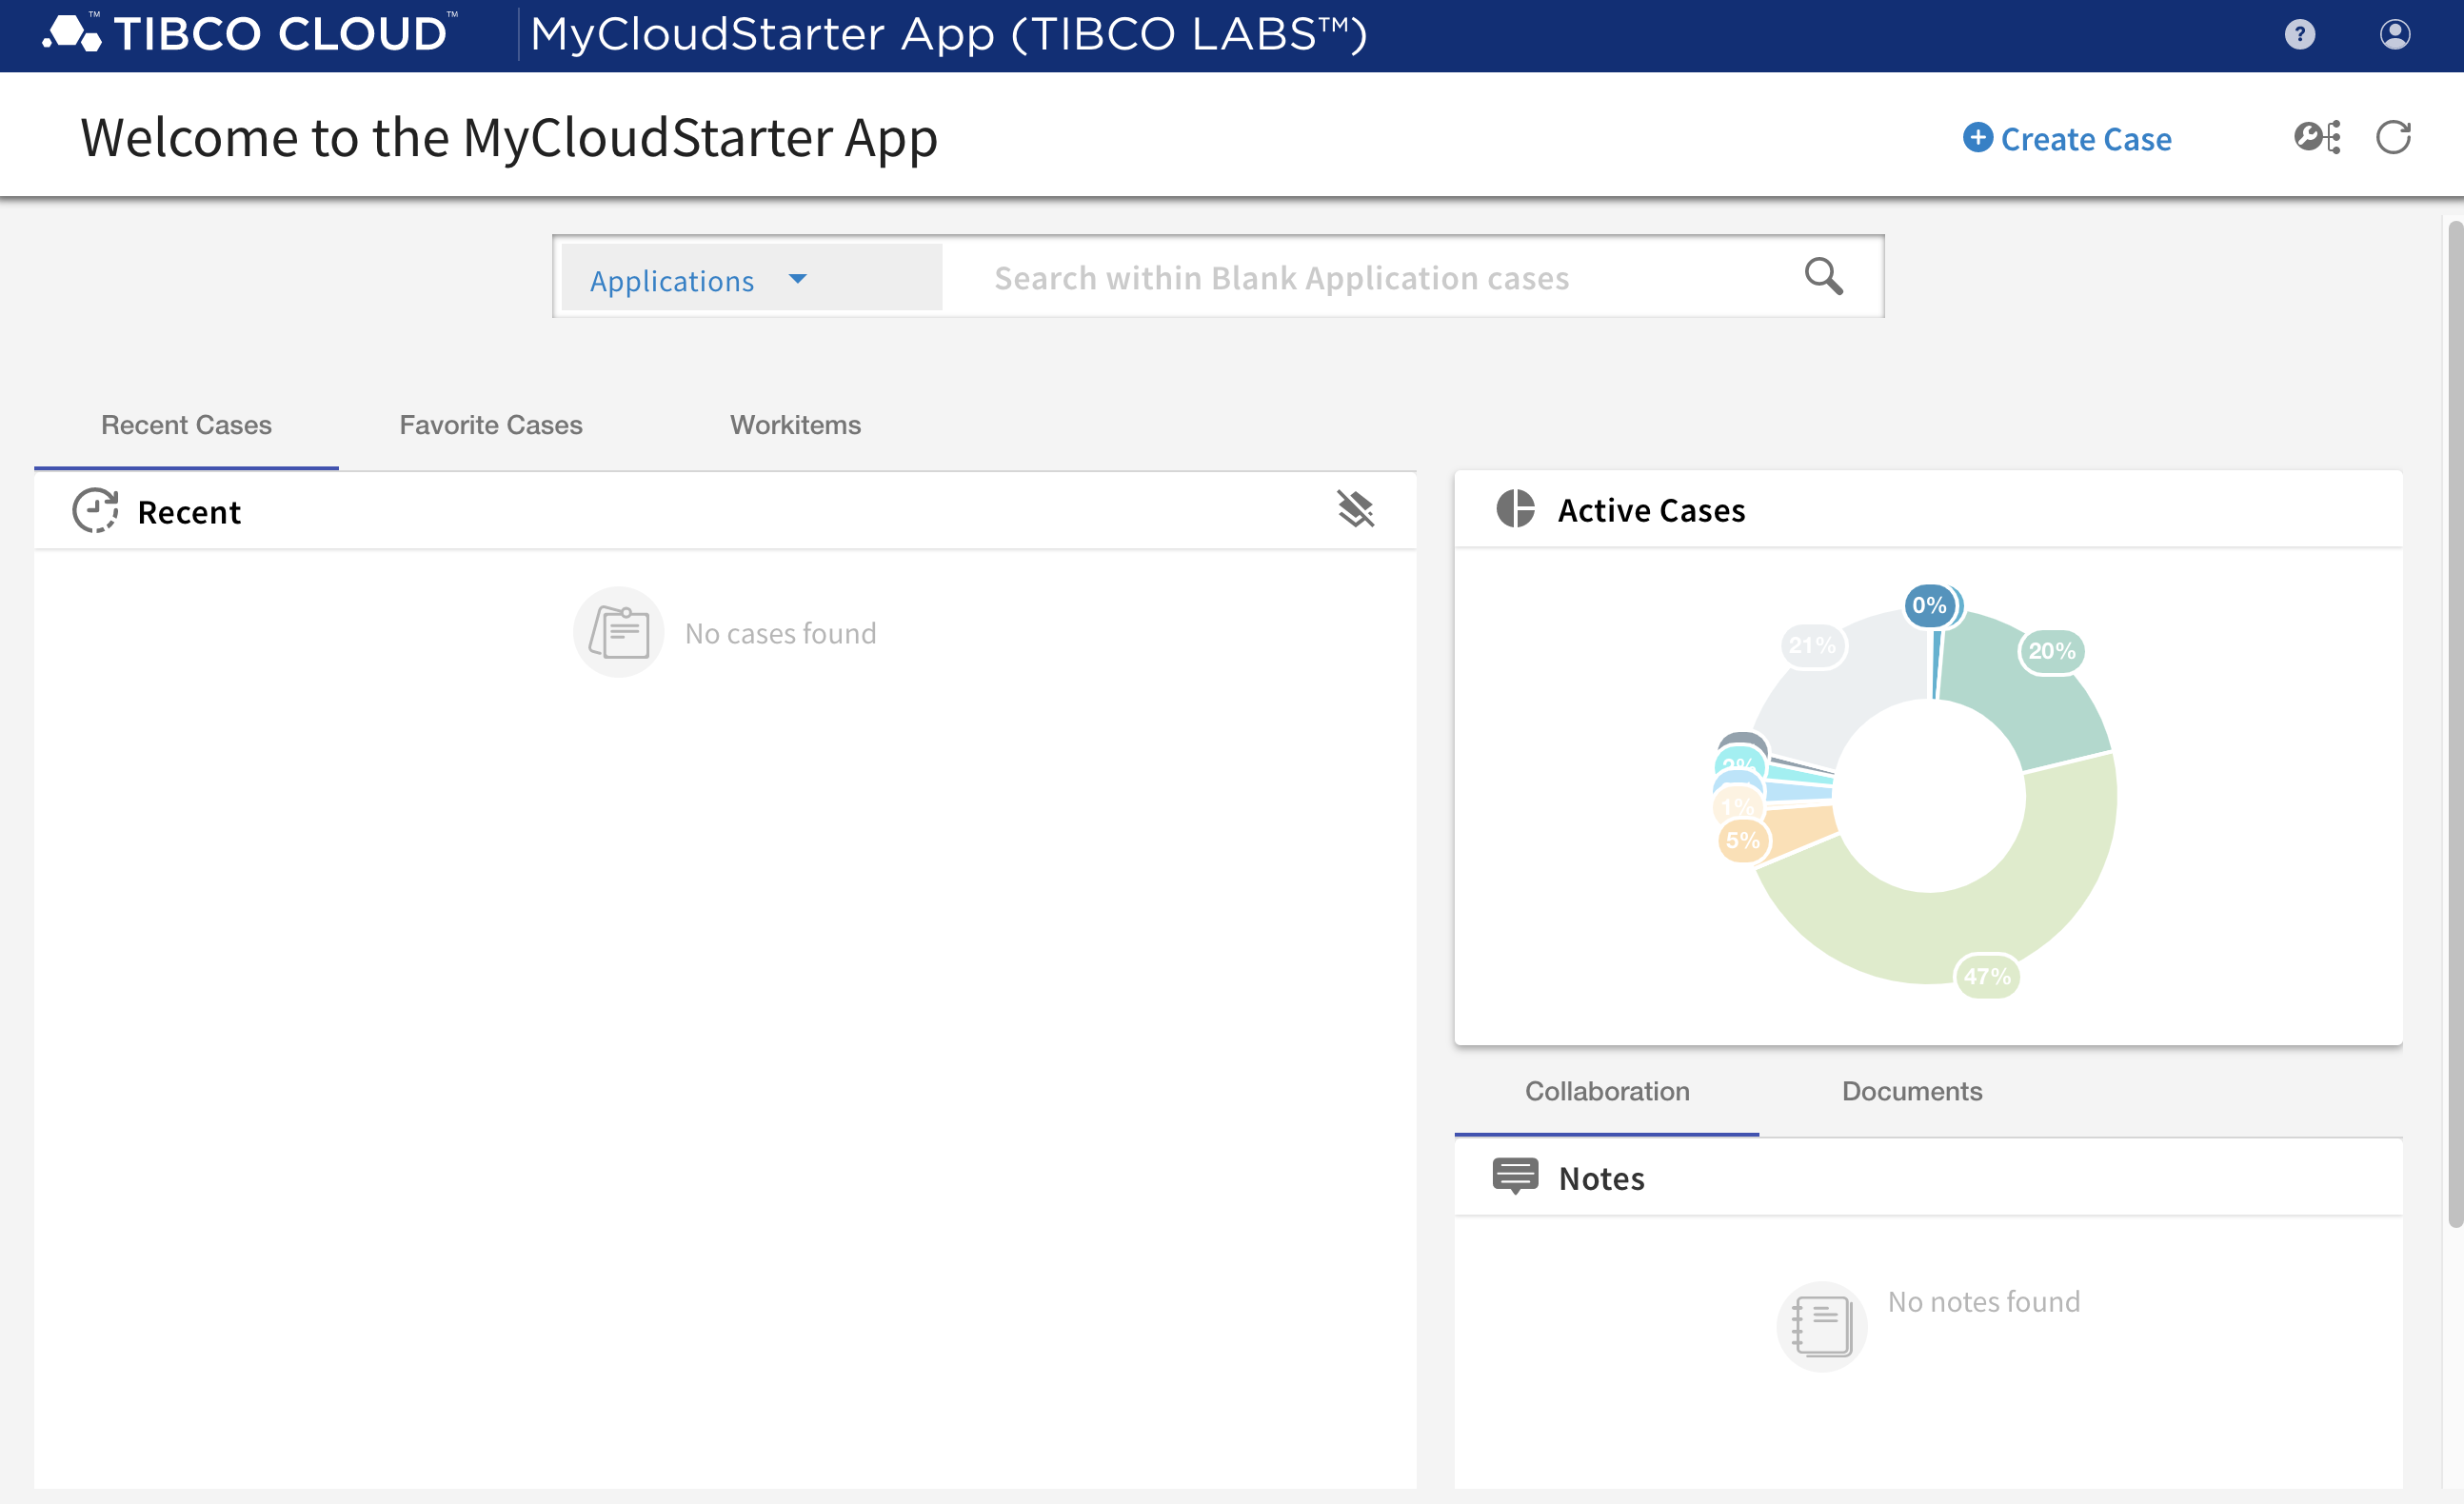 TIBCO CLOUD™ MyCloudStarter App (TIBCO LABS™) ?
Welcome to the MyCloudStarter App
Create Case
Applications
Search within Blank Application cases
Recent Cases Favorite Cases Workitems
Recent
No cases found
Active Cases
0%
20%
21%
1%
5%
47%
Collaboration Documents
Notes
No notes found